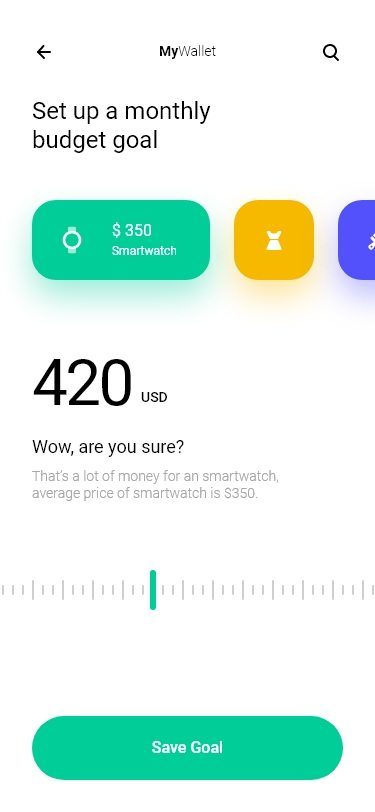 MyWallet
Set up a monthly
budget goal
$ 350
Smartwatch
420 USD
Wow, are you sure?
That's a lot of money for an smartwatch,
average price of smartwatch is $350.
Save Goal